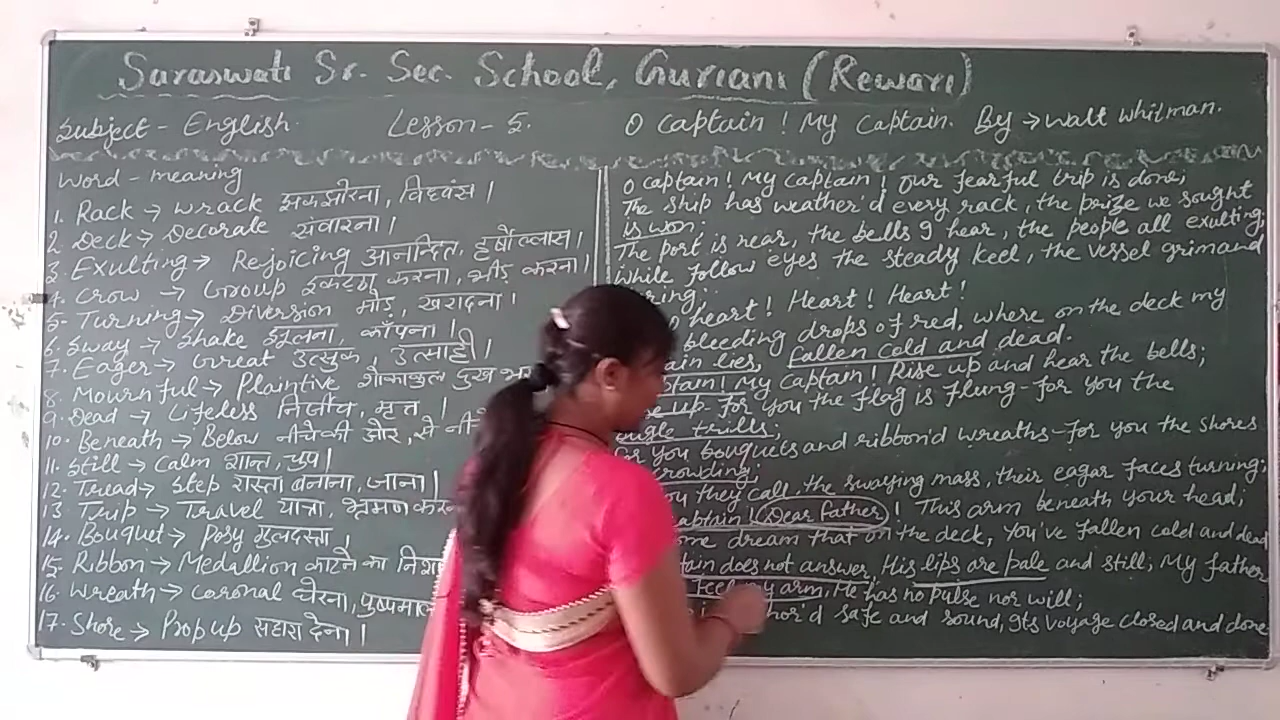 Saraswati Sr. Sec. School, Guriani (Rewari)
Subject - English. Lesson - 5. O captain ! My captain. By → walt whitman.
word - meaning
1. Rack → wrack झकझोरना, विध्वंस ।
2. Deck → Decorate संवारना ।
3. Exulting → Rejoicing आनन्दित, हर्षोल्लास ।
4. crow → Group इकट्ठा करना, भीड़ करना ।
5. Turning → Diversion मोड़, खरादना ।
6. Sway → Shake झूलना, काँपना ।
7. Eager → Great उत्सुक, उत्साही ।
8. Mournful → Plaintive शोकाकुल दुख
9. Dead → Lifeless निर्जीव, मृत ।
10. Beneath → Below नीचे की ओर, से
11. Still → Calm शान्त, चुप ।
12. Tread → Step रास्ता बनाना, जाना ।
13. Trip → Travel यात्रा, भ्रमण
14. Bouquet → Posy गुलदस्ता ।
15. Ribbon → Medallion काटने का
16. Wreath → coronal घेरना,
17. Shore → Prop up सहारा देना ।
O captain ! My captain ! our fearful trip is done;
The ship has weather'd every rack, the prize we sought
is won;
The port is near, the bells I hear, the people all exulting;
while follow eyes the steady keel, the vessel grim and
ring;
heart ! Heart ! Heart !
bleeding drops of red, where on the deck my
ain lies, fallen cold and dead.
ptain ! My captain ! Rise up and hear the bells;
up - for you the flag is flung - for you the
ugle trills;
you bouquets and ribbon'd wreaths - for you the shores
crowding;
you they call, the swaying mass, their eagar faces turning;
aptain ! Dear father ! This arm beneath your head;
ome dream that on the deck, You've fallen cold and dead
tain does not answer, His lips are pale and still; My father
feel my arm, He has no pulse nor will;
hor'd safe and sound, Its voyage closed and done